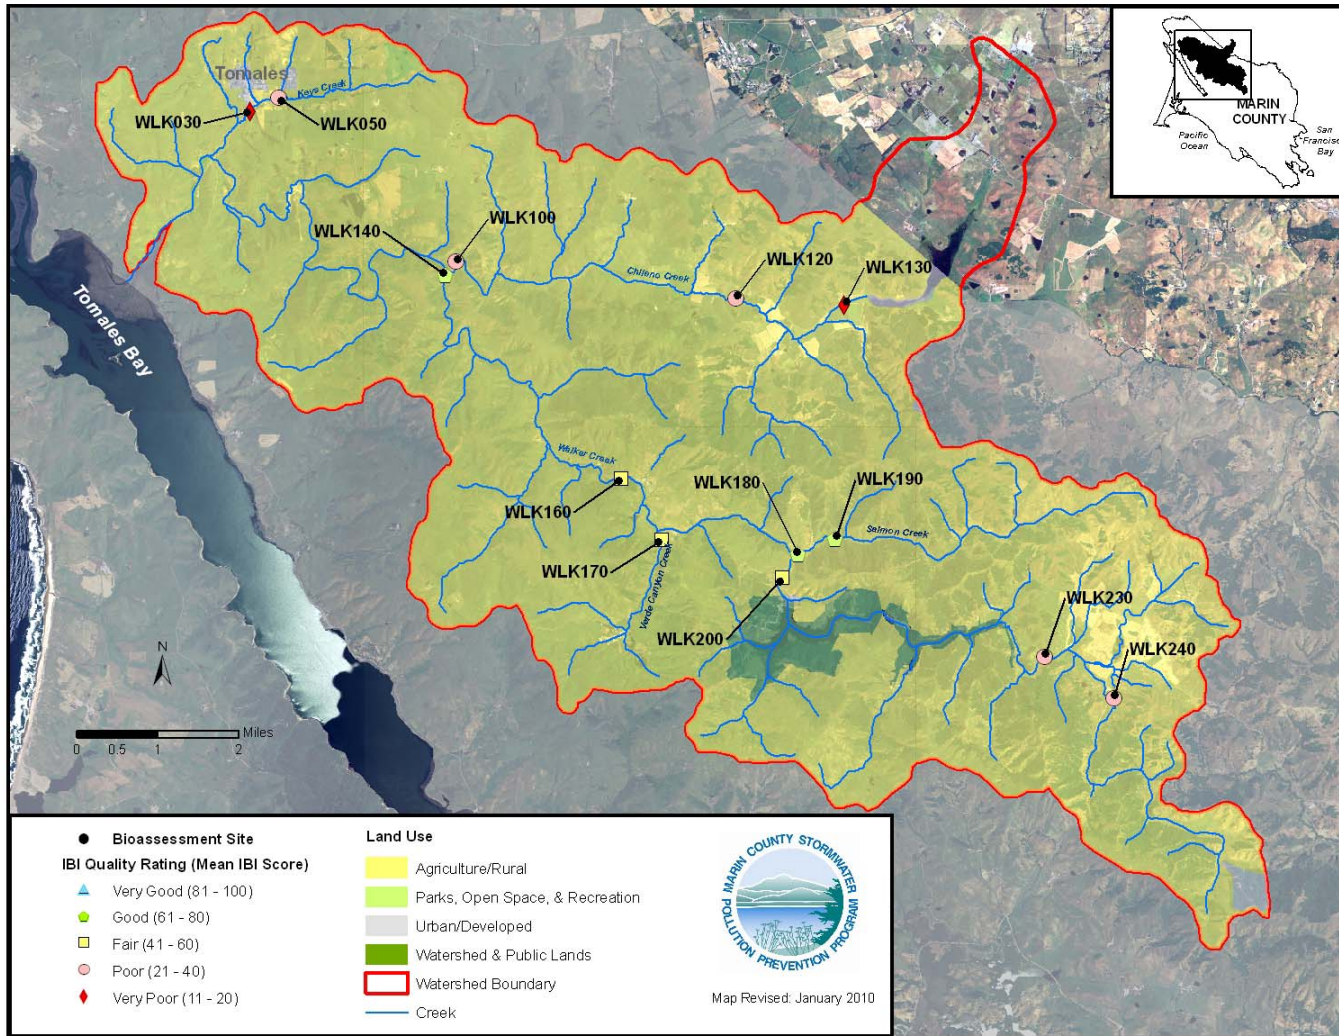 Tomales
Keys Creek
WLK030
WLK050
MARIN
COUNTY
Pacific
Ocean
San
Francisco
Bay
WLK100
WLK140
WLK120
WLK130
Chileno Creek
Tomales Bay
Walker Creek
WLK160
WLK180
WLK190
Salmon Creek
WLK170
Verde Canyon Creek
WLK200
WLK230
WLK240
N
Miles
0 0.5 1 2
Bioassessment Site
IBI Quality Rating (Mean IBI Score)
Very Good (81 - 100)
Good (61 - 80)
Fair (41 - 60)
Poor (21 - 40)
Very Poor (11 - 20)
Land Use
Agriculture/Rural
Parks, Open Space, & Recreation
Urban/Developed
Watershed & Public Lands
Watershed Boundary
Creek
MARIN COUNTY STORMWATER
POLLUTION PREVENTION PROGRAM
Map Revised: January 2010